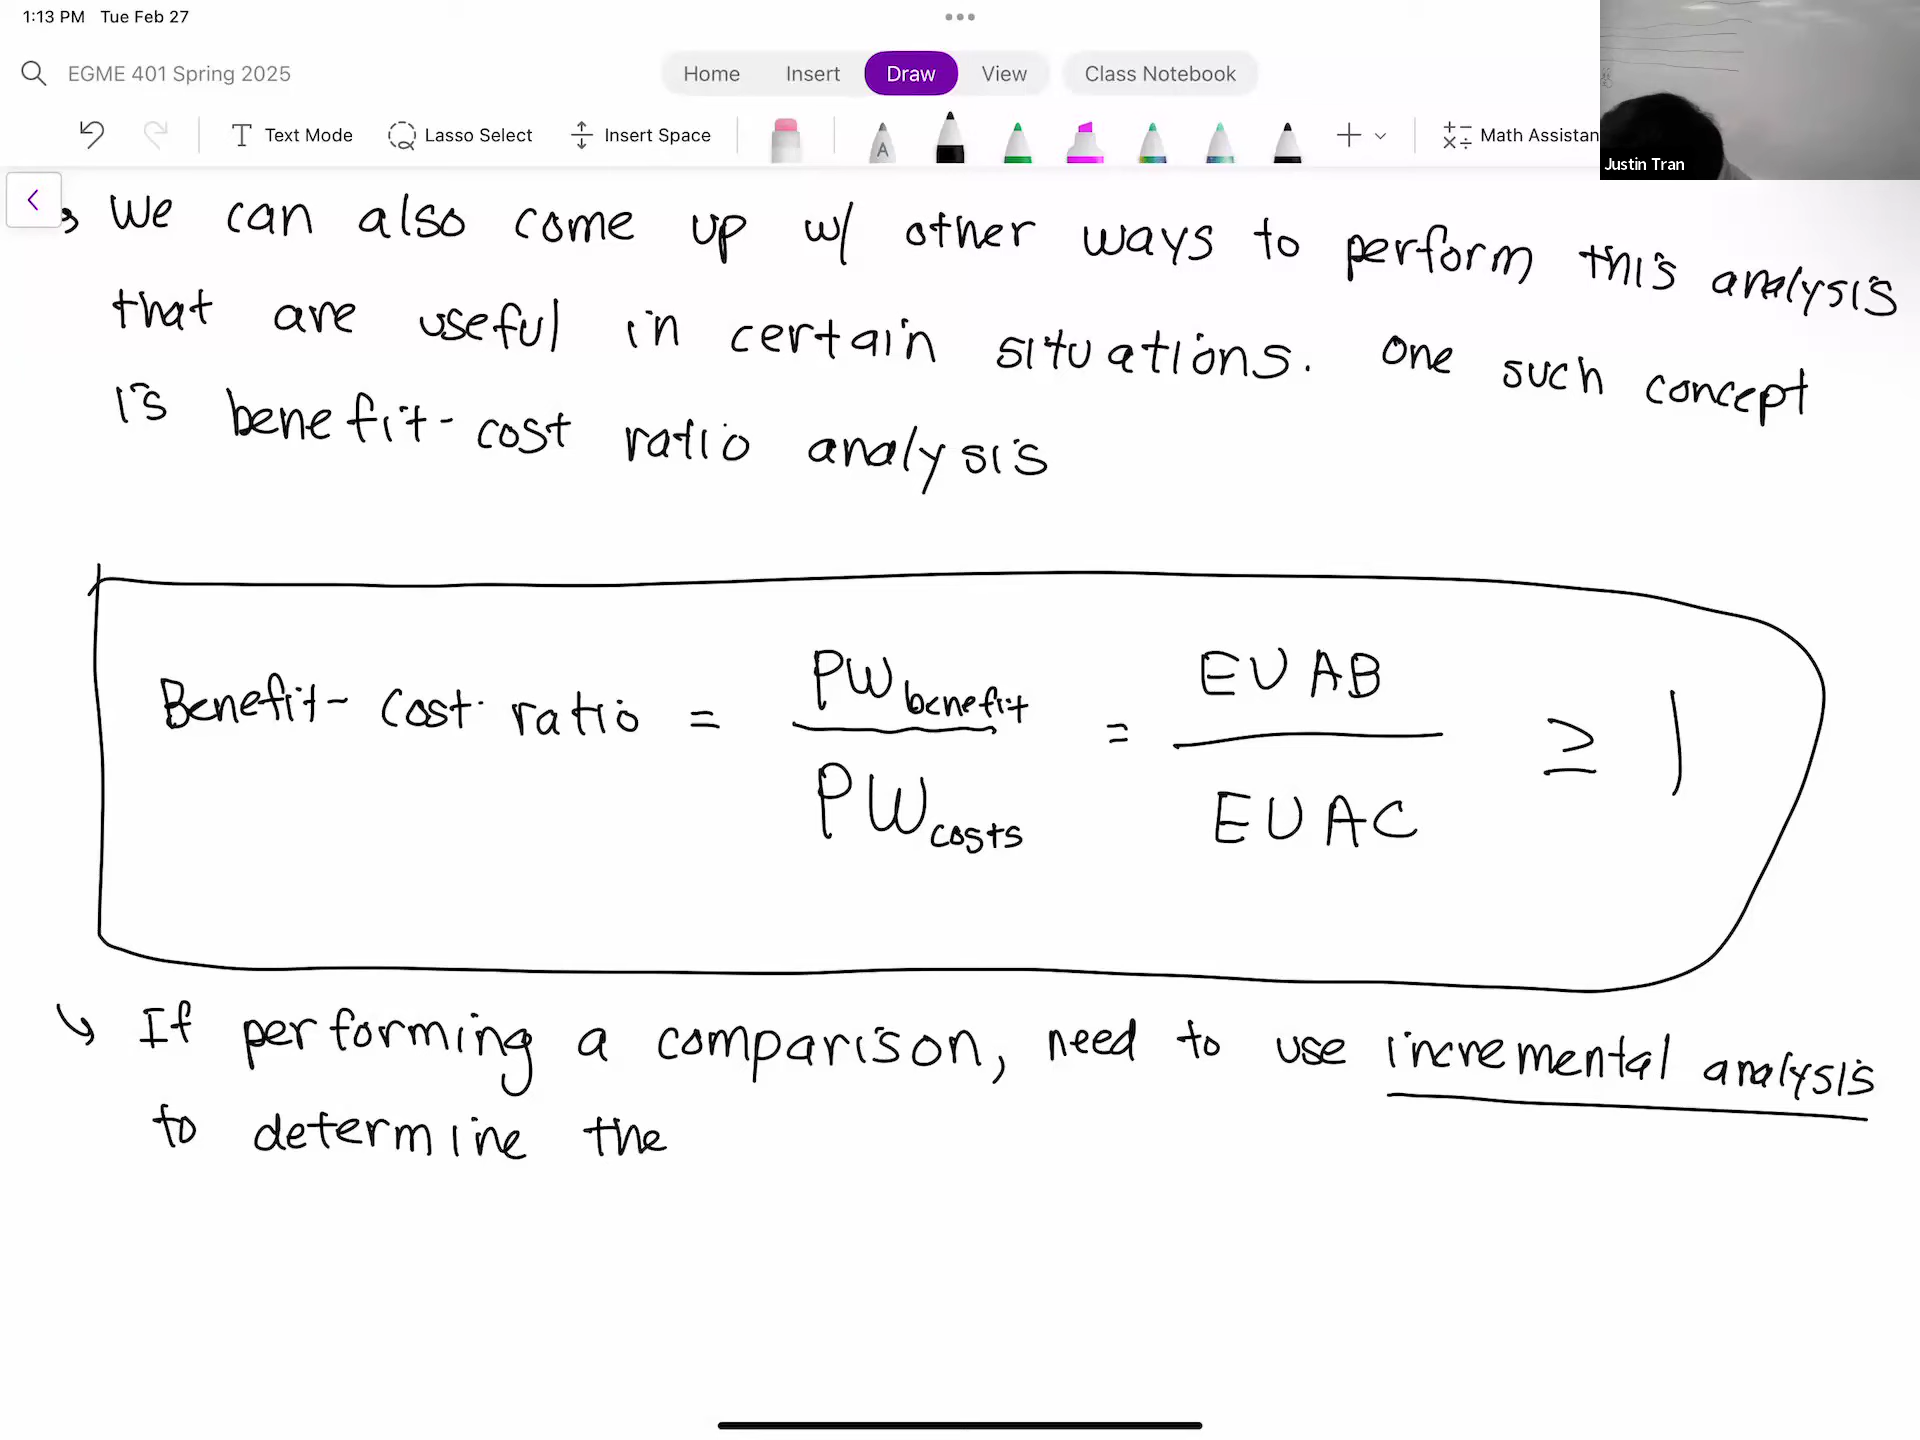 1:13 PM Tue Feb 27
EGME 401 Spring 2025
Home Insert Draw View Class Notebook
Text Mode Lasso Select Insert Space A Math Assistan
Justin Tran
We can also come up w/ other ways to perform this analysis
that are useful in certain situations. One such concept
is benefit-cost ratio analysis
Benefit-cost ratio = PW benefit / PW costs = EUAB / EUAC ≥ 1
If performing a comparison, need to use incremental analysis
to determine the